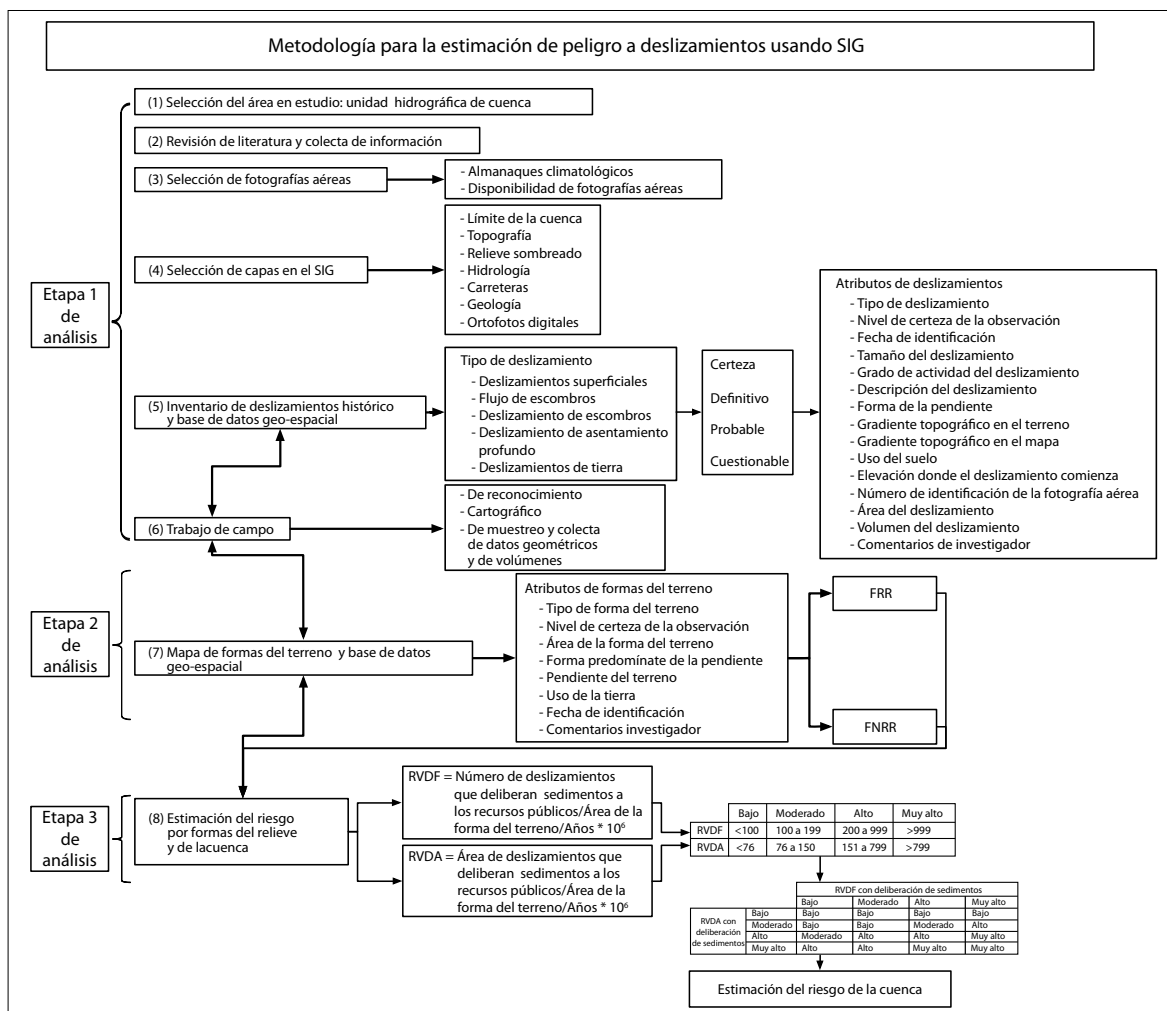 Metodología para la estimación de peligro a deslizamientos usando SIG
Etapa 1
de
análisis
(1) Selección del área en estudio: unidad hidrográfica de cuenca
(2) Revisión de literatura y colecta de información
(3) Selección de fotografías aéreas
- Almanaques climatológicos
- Disponibilidad de fotografías aéreas
(4) Selección de capas en el SIG
- Límite de la cuenca
- Topografía
- Relieve sombreado
- Hidrología
- Carreteras
- Geología
- Ortofotos digitales
(5) Inventario de deslizamientos histórico
y base de datos geo-espacial
Tipo de deslizamiento
- Deslizamientos superficiales
- Flujo de escombros
- Deslizamiento de escombros
- Deslizamiento de asentamiento
profundo
- Deslizamientos de tierra
Certeza
Definitivo
Probable
Cuestionable
Atributos de deslizamientos
- Tipo de deslizamiento
- Nivel de certeza de la observación
- Fecha de identificación
- Tamaño del deslizamiento
- Grado de actividad del deslizamiento
- Descripción del deslizamiento
- Forma de la pendiente
- Gradiente topográfico en el terreno
- Gradiente topográfico en el mapa
- Uso del suelo
- Elevación donde el deslizamiento comienza
- Número de identificación de la fotografía aérea
- Área del deslizamiento
- Volumen del deslizamiento
- Comentarios de investigador
(6) Trabajo de campo
- De reconocimiento
- Cartográfico
- De muestreo y colecta
de datos geométricos
y de volúmenes
Etapa 2
de
análisis
(7) Mapa de formas del terreno y base de datos
geo-espacial
Atributos de formas del terreno
- Tipo de forma del terreno
- Nivel de certeza de la observación
- Área de la forma del terreno
- Forma predomínate de la pendiente
- Pendiente del terreno
- Uso de la tierra
- Fecha de identificación
- Comentarios investigador
FRR
FNRR
Etapa 3
de
análisis
(8) Estimación del riesgo
por formas del relieve
y de lacuenca
RVDF = Número de deslizamientos
que deliberan sedimentos a
los recursos públicos/Área de la
forma del terreno/Años * 10⁶
RVDA = Área de deslizamientos que
deliberan sedimentos a los
recursos públicos/Área de la
forma del terreno/Años * 10⁶
Bajo Moderado Alto Muy alto
RVDF <100 100 a 199 200 a 999 >999
RVDA <76 76 a 150 151 a 799 >799
RVDF con deliberación de sedimentos
Bajo Moderado Alto Muy alto
RVDA con
deliberación
de sedimentos
Bajo Bajo Bajo Bajo Bajo
Moderado Bajo Bajo Moderado Alto
Alto Moderado Alto Alto Muy alto
Muy alto Alto Alto Muy alto Muy alto
Estimación del riesgo de la cuenca